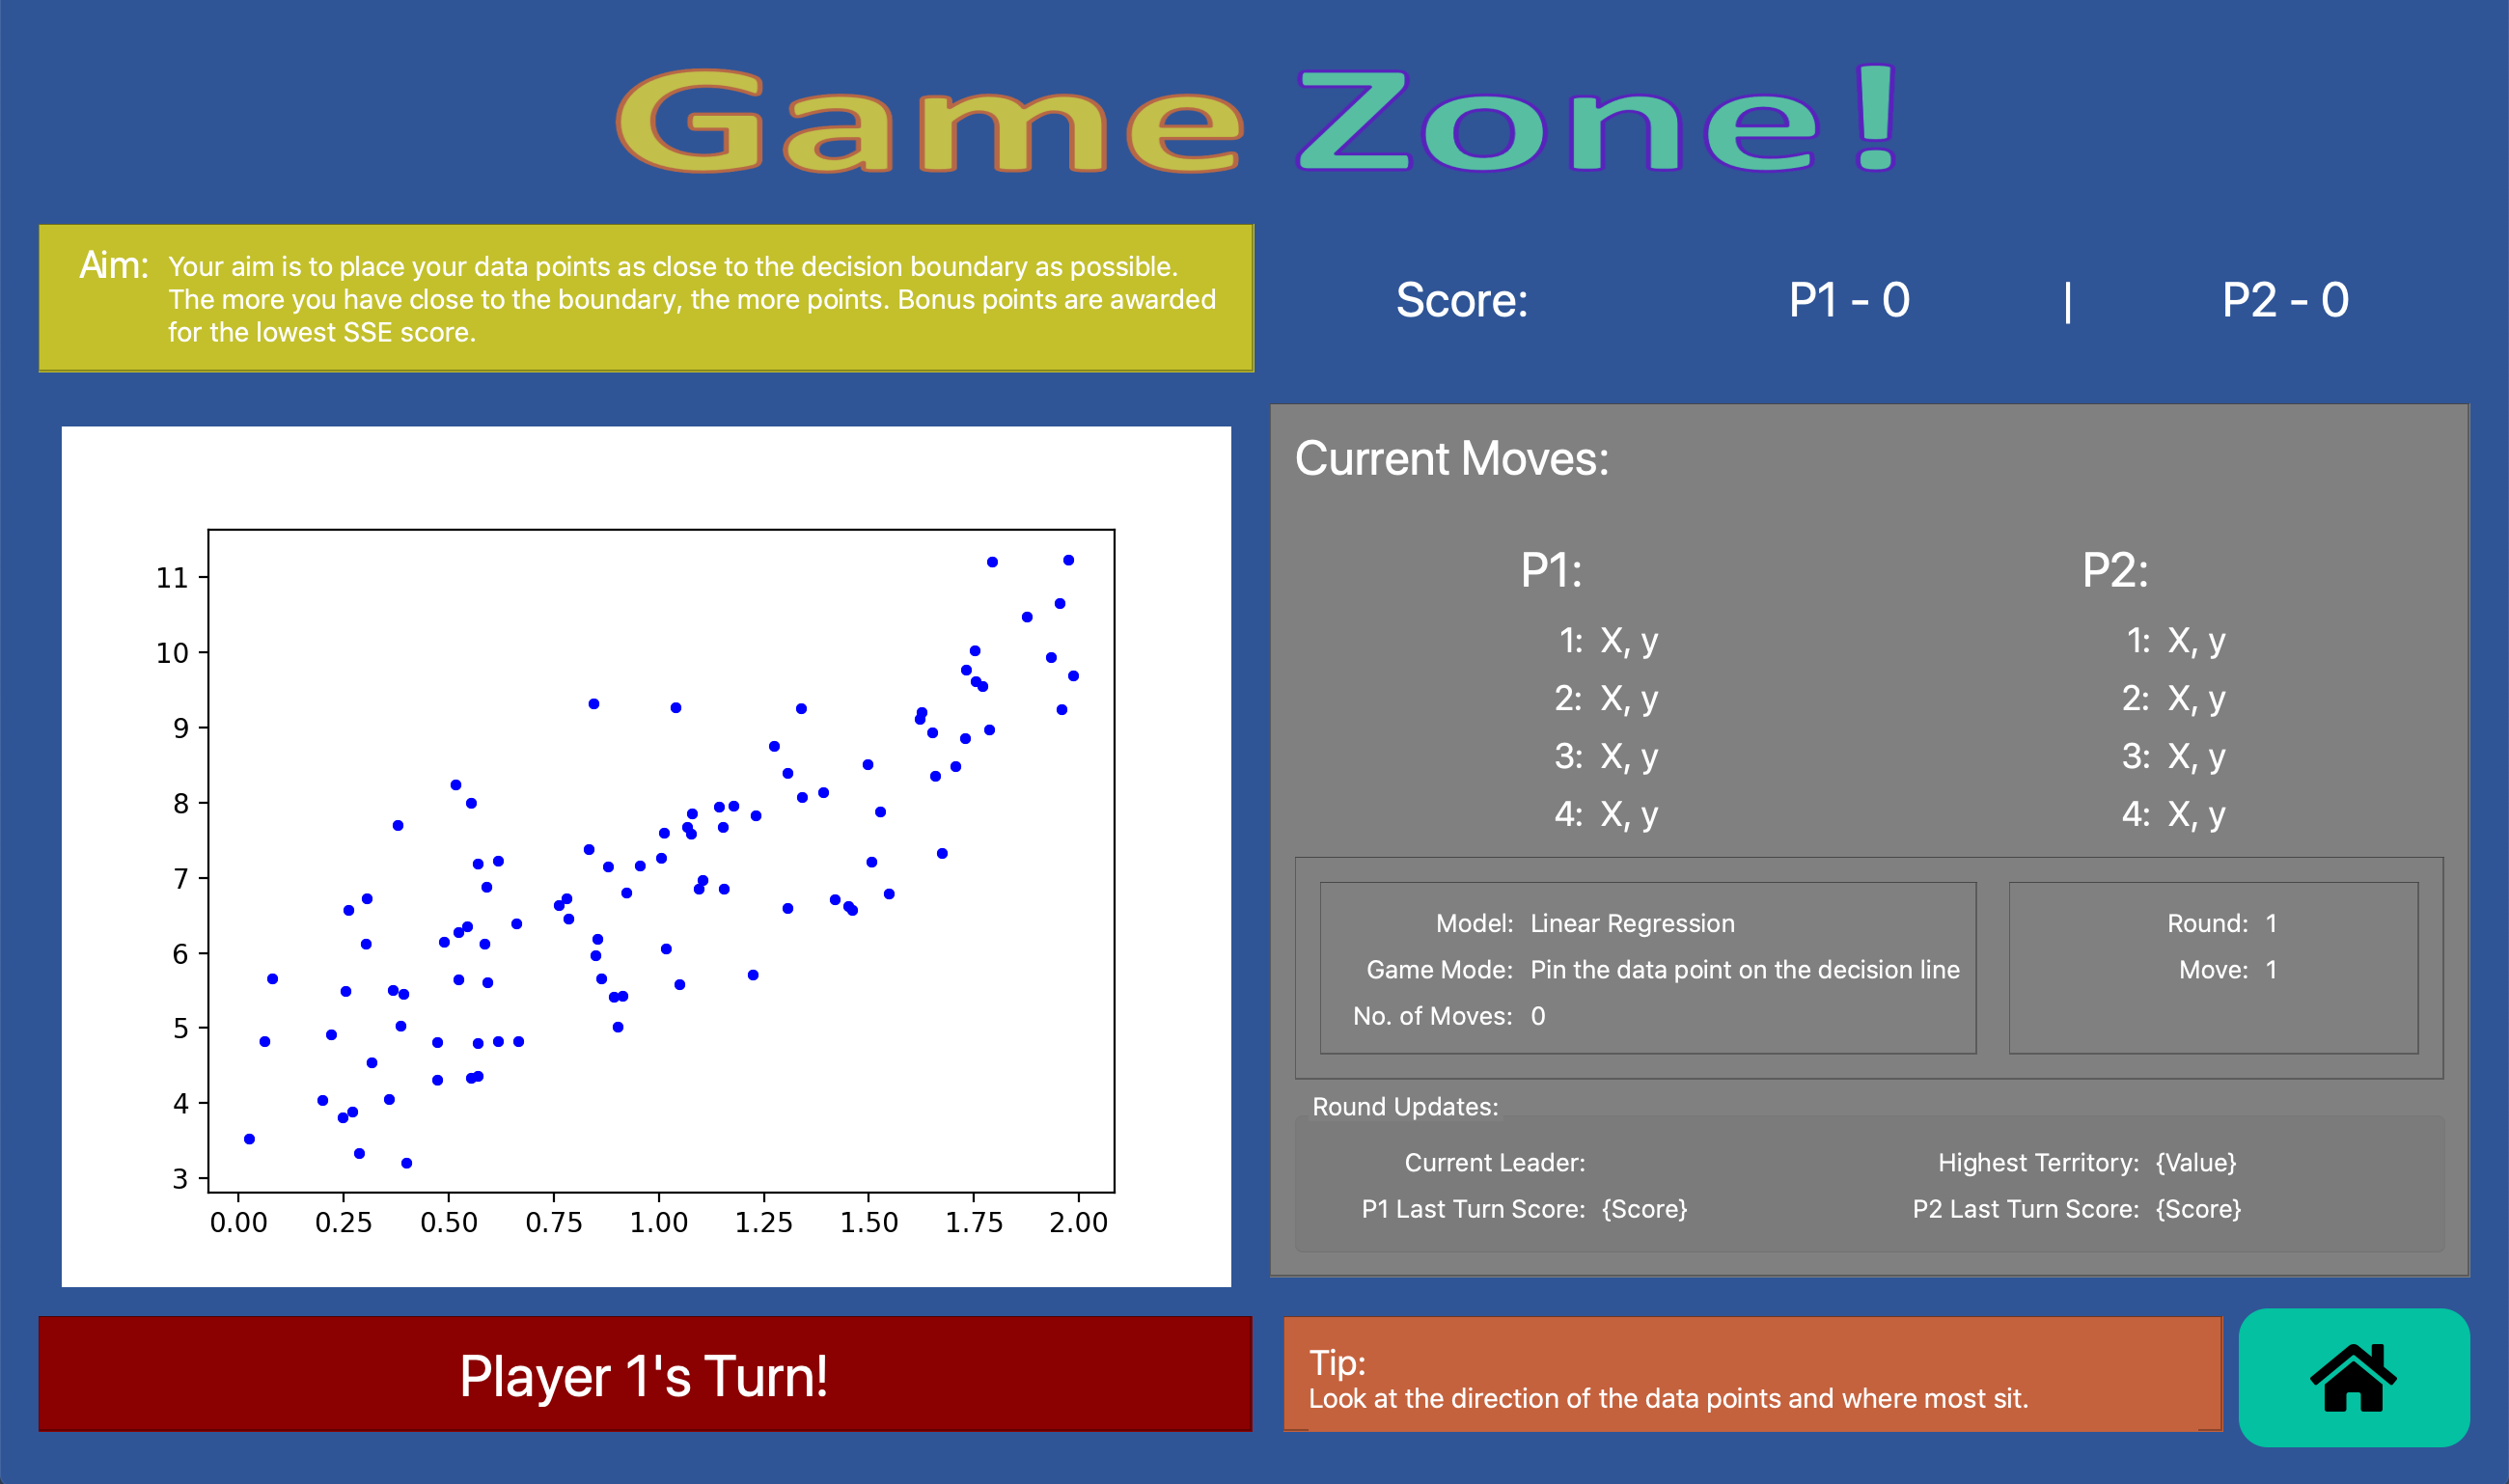 Game Zone!
Aim: Your aim is to place your data points as close to the decision boundary as possible.
The more you have close to the boundary, the more points. Bonus points are awarded
for the lowest SSE score.
Score: P1 - 0 | P2 - 0
11
10
9
8
7
6
5
4
3
0.00 0.25 0.50 0.75 1.00 1.25 1.50 1.75 2.00
Current Moves:
P1: P2:
1: X, y 1: X, y
2: X, y 2: X, y
3: X, y 3: X, y
4: X, y 4: X, y
Model: Linear Regression
Game Mode: Pin the data point on the decision line
No. of Moves: 0
Round: 1
Move: 1
Round Updates:
Current Leader: Highest Territory: {Value}
P1 Last Turn Score: {Score} P2 Last Turn Score: {Score}
Player 1's Turn!
Tip:
Look at the direction of the data points and where most sit.